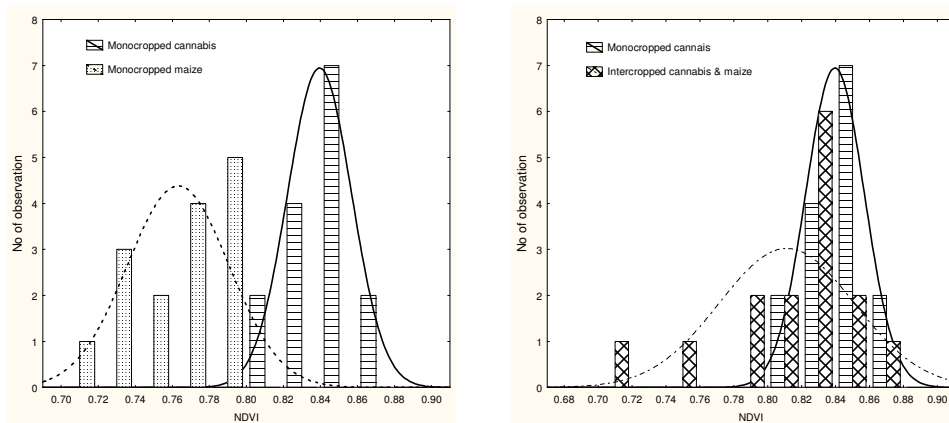 8
7
6
5
4
3
2
1
0
No of observation
Monocropped cannabis
Monocropped maize
0.70 0.72 0.74 0.76 0.78 0.80 0.82 0.84 0.86 0.88 0.90
NDVI
8
7
6
5
4
3
2
1
0
No of observation
Monocropped cannais
Intercropped cannabis & maize
0.68 0.70 0.72 0.74 0.76 0.78 0.80 0.82 0.84 0.86 0.88 0.90
NDVI